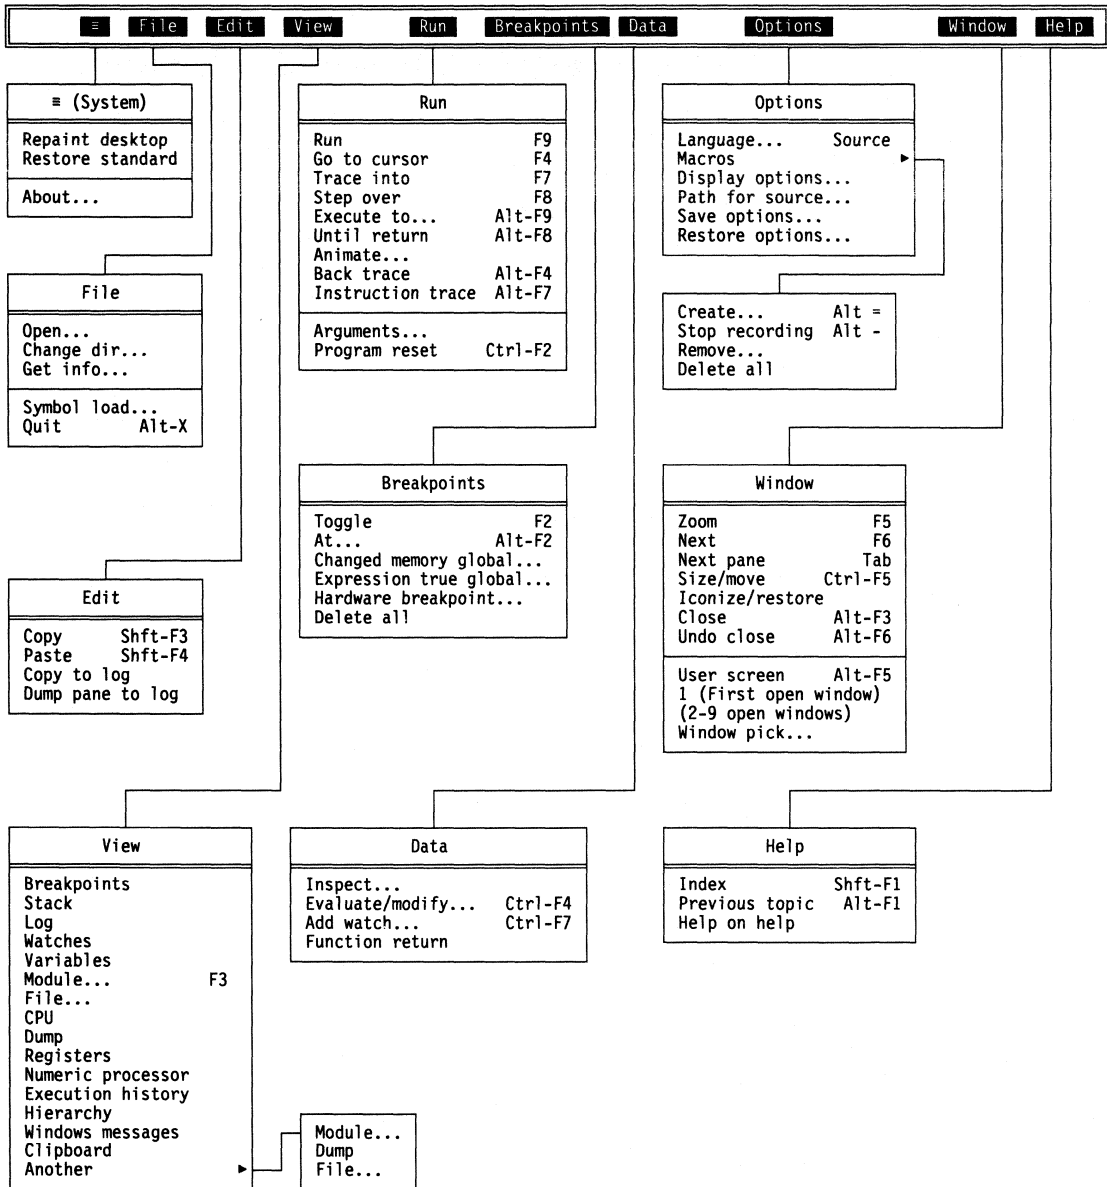 ≡ File Edit View Run Breakpoints Data Options Window Help
≡ (System)
Repaint desktop
Restore standard
About...
File
Open...
Change dir...
Get info...
Symbol load...
Quit Alt-X
Edit
Copy Shft-F3
Paste Shft-F4
Copy to log
Dump pane to log
View
Breakpoints
Stack
Log
Watches
Variables
Module... F3
File...
CPU
Dump
Registers
Numeric processor
Execution history
Hierarchy
Windows messages
Clipboard
Another ►
Module...
Dump
File...
Run
Run F9
Go to cursor F4
Trace into F7
Step over F8
Execute to... Alt-F9
Until return Alt-F8
Animate...
Back trace Alt-F4
Instruction trace Alt-F7
Arguments...
Program reset Ctrl-F2
Breakpoints
Toggle F2
At... Alt-F2
Changed memory global...
Expression true global...
Hardware breakpoint...
Delete all
Data
Inspect...
Evaluate/modify... Ctrl-F4
Add watch... Ctrl-F7
Function return
Options
Language... Source
Macros ►
Display options...
Path for source...
Save options...
Restore options...
Create... Alt =
Stop recording Alt -
Remove...
Delete all
Window
Zoom F5
Next F6
Next pane Tab
Size/move Ctrl-F5
Iconize/restore
Close Alt-F3
Undo close Alt-F6
User screen Alt-F5
1 (First open window)
(2-9 open windows)
Window pick...
Help
Index Shft-F1
Previous topic Alt-F1
Help on help